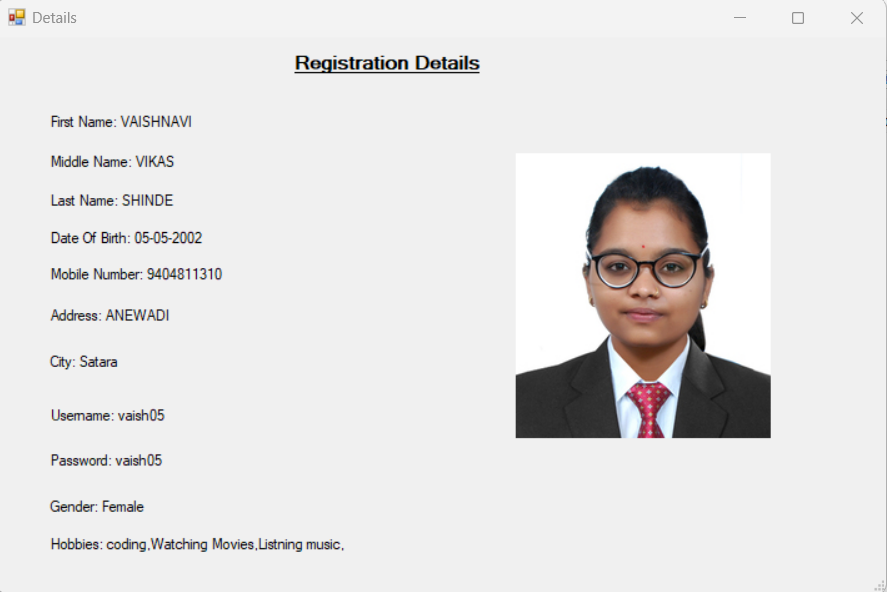 Details
Registration Details
First Name: VAISHNAVI
Middle Name: VIKAS
Last Name: SHINDE
Date Of Birth: 05-05-2002
Mobile Number: 9404811310
Address: ANEWADI
City: Satara
Username: vaish05
Password: vaish05
Gender: Female
Hobbies: coding,Watching Movies,Listning music,